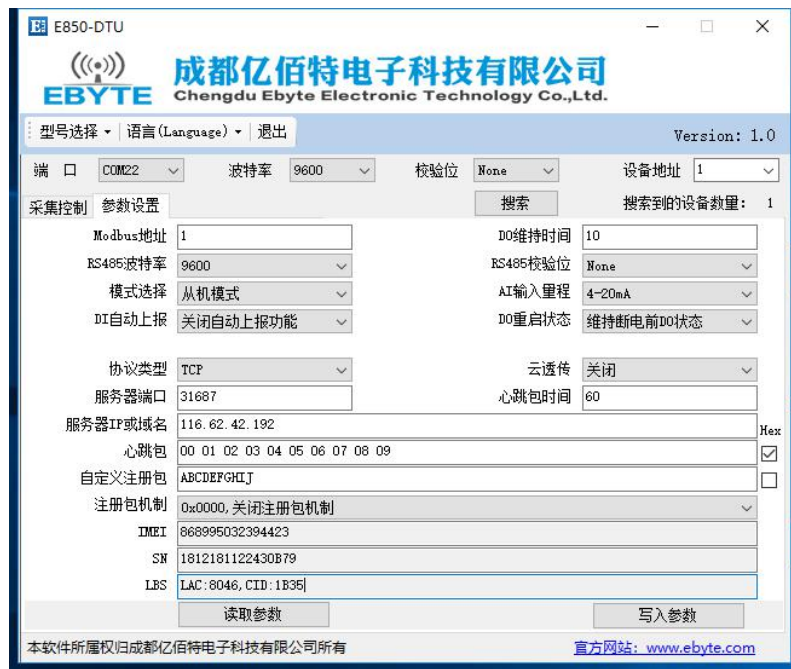 E850-DTU
EBYTE 成都亿佰特电子科技有限公司
Chengdu Ebyte Electronic Technology Co.,Ltd.
型号选择 语言(Language) 退出 Version: 1.0
端 口 COM22 波特率 9600 校验位 None 设备地址 1
采集控制 参数设置 搜索 搜索到的设备数量: 1
Modbus地址 1 DO维持时间 10
RS485波特率 9600 RS485校验位 None
模式选择 从机模式 AI输入量程 4-20mA
DI自动上报 关闭自动上报功能 DO重启状态 维持断电前DO状态
协议类型 TCP 云透传 关闭
服务器端口 31687 心跳包时间 60
服务器IP或域名 116.62.42.192 Hex
心跳包 00 01 02 03 04 05 06 07 08 09
自定义注册包 ABCDEFGHIJ
注册包机制 0x0000,关闭注册包机制
IMEI 868995032394423
SN 1812181122430B79
LBS LAC:8046,CID:1B35
读取参数 写入参数
本软件所属权归成都亿佰特电子科技有限公司所有 官方网站: www.ebyte.com